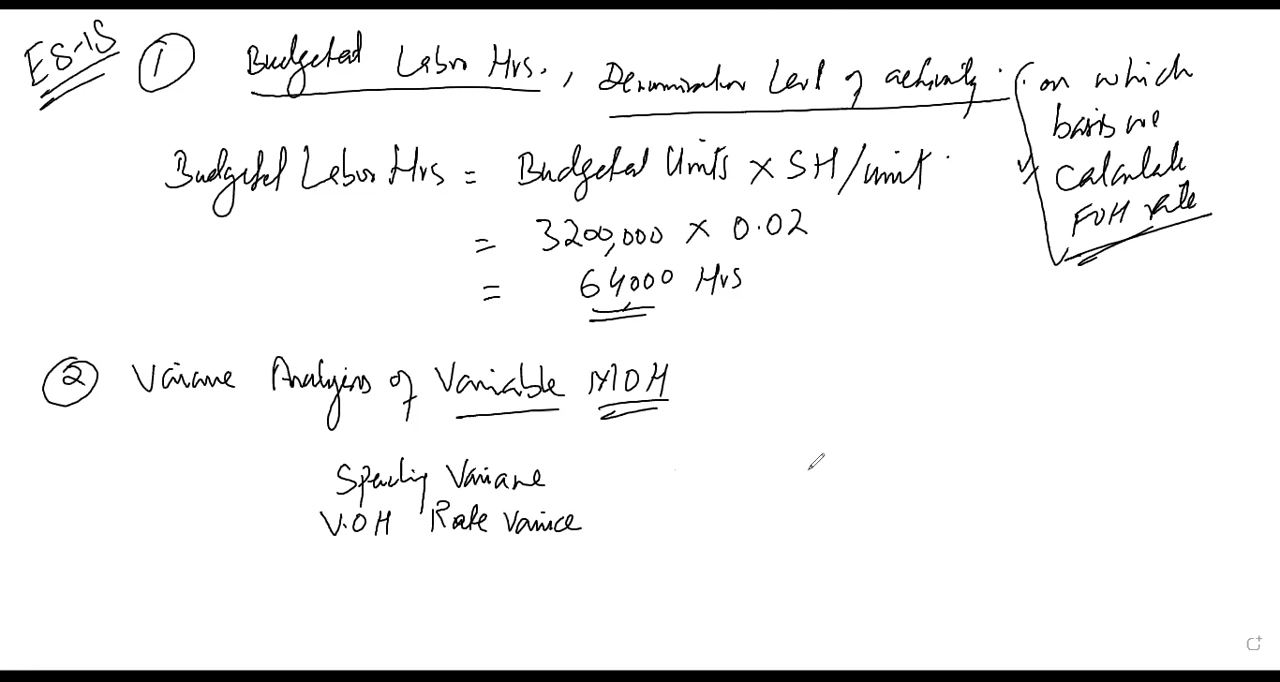 E8-18 ① Budgeted Labor Hrs., Denominator Level of activity. (on which
basis we
calculate
FOH rate
Budgeted Labor Hrs = Budgeted Units × SH/unit.
= 3200,000 × 0.02
= 64000 Hrs
② Variance Analysis of Variable MOH
Spending Variance
V.OH Rate Variance